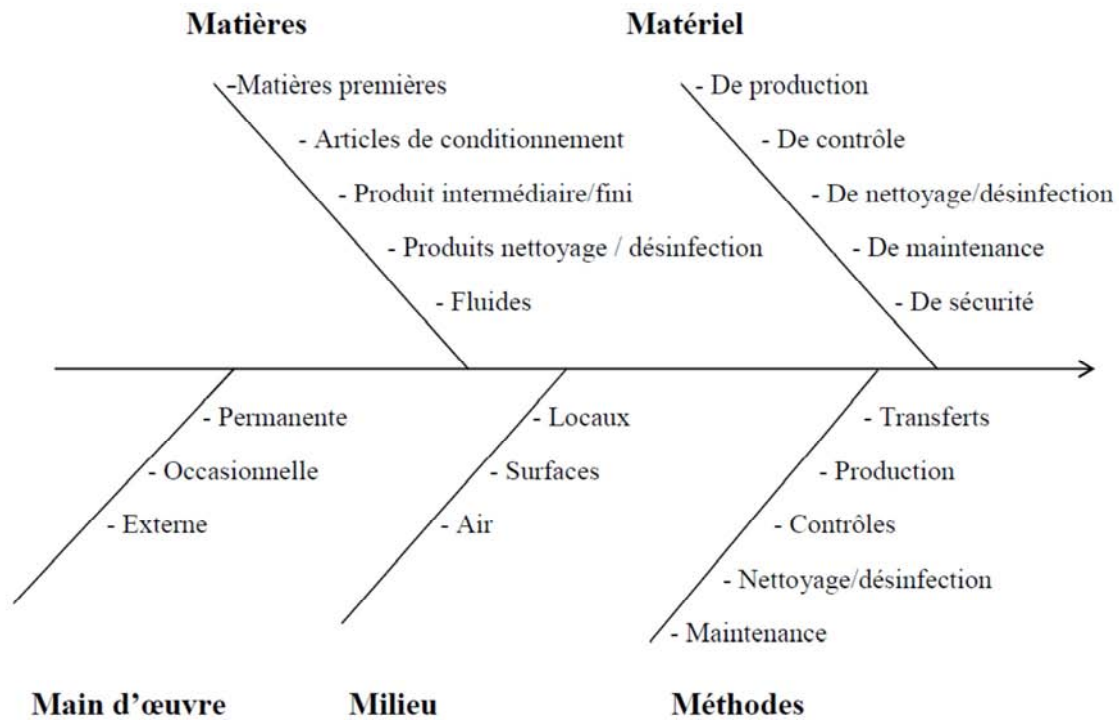 Matières
-Matières premières
- Articles de conditionnement
- Produit intermédiaire/fini
- Produits nettoyage / désinfection
- Fluides
Matériel
- De production
- De contrôle
- De nettoyage/désinfection
- De maintenance
- De sécurité
- Permanente
- Occasionnelle
- Externe
Main d'œuvre
- Locaux
- Surfaces
- Air
Milieu
- Transferts
- Production
- Contrôles
- Nettoyage/désinfection
- Maintenance
Méthodes